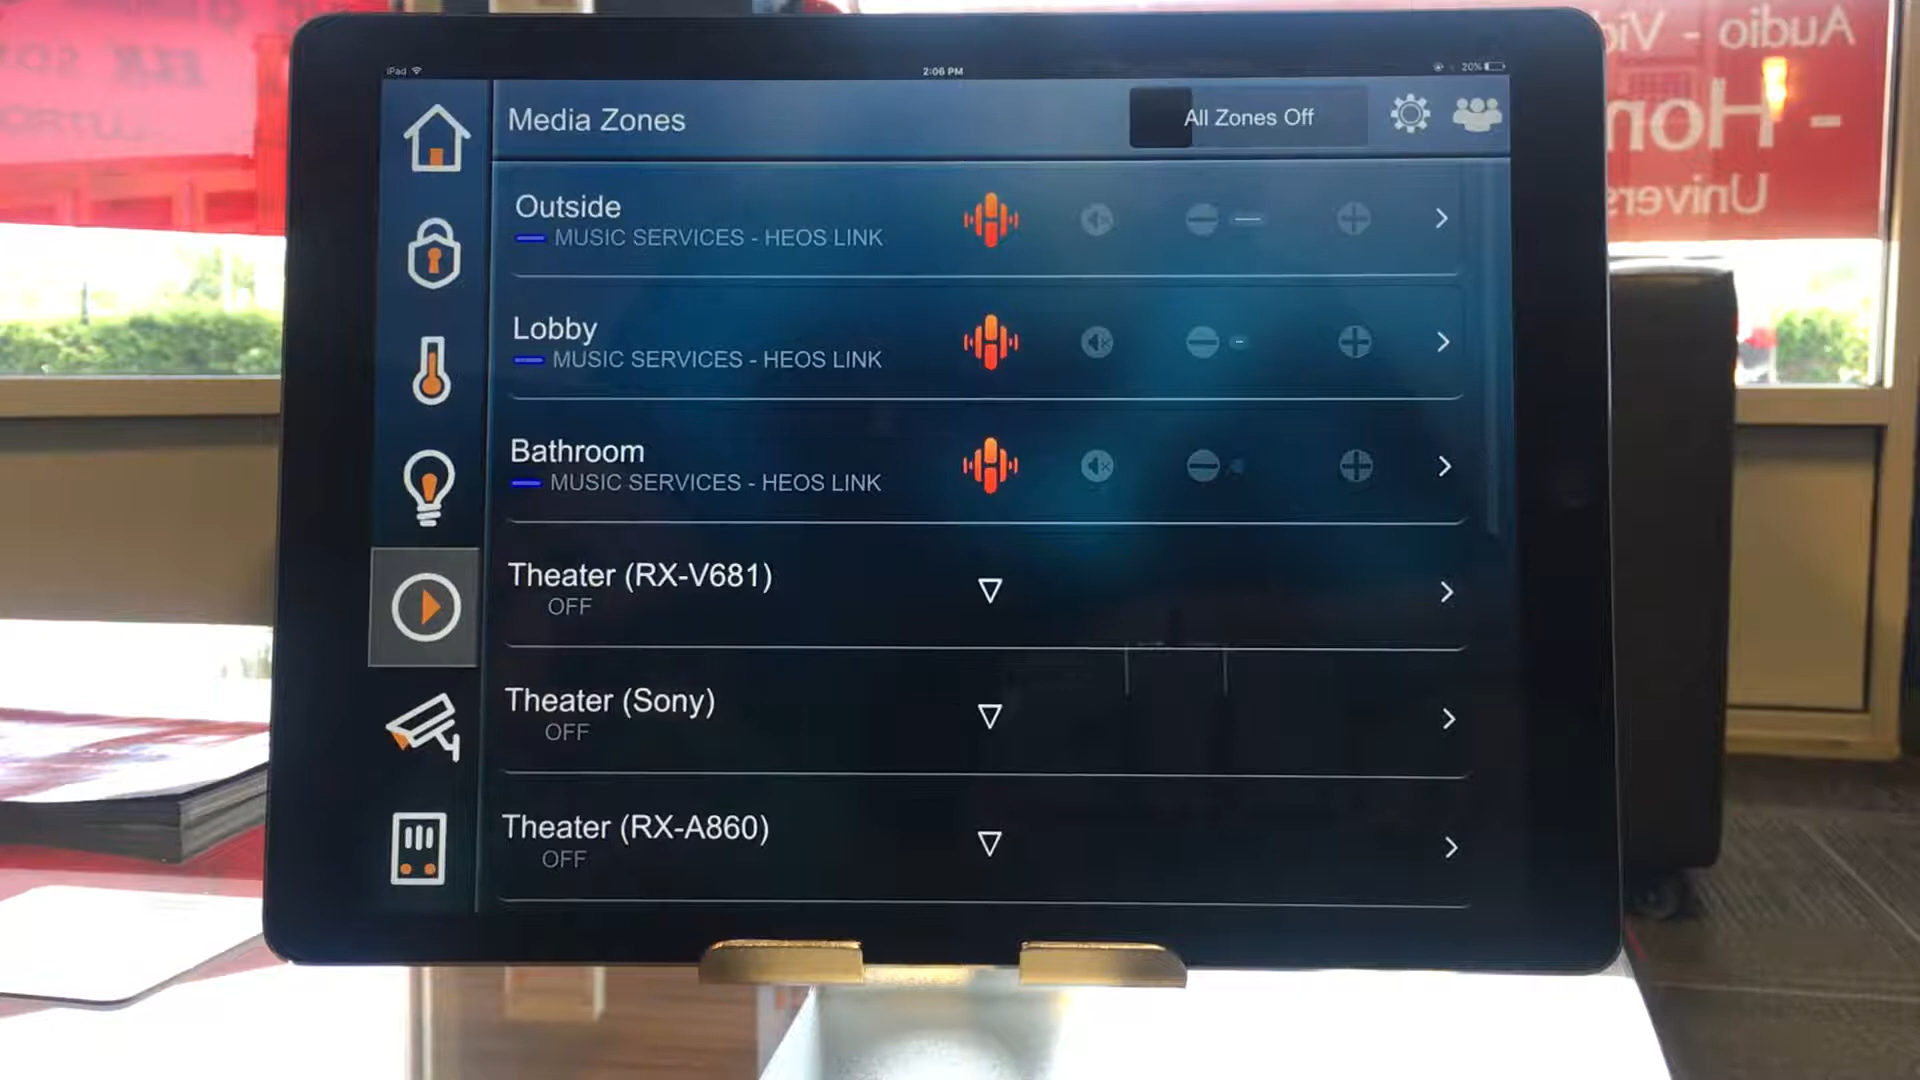 iPad
2:06 PM
20%
Media Zones
All Zones Off
Outside
MUSIC SERVICES - HEOS LINK
Lobby
MUSIC SERVICES - HEOS LINK
Bathroom
MUSIC SERVICES - HEOS LINK
Theater (RX-V681)
OFF
Theater (Sony)
OFF
Theater (RX-A860)
OFF
Audio - Vi
- Hom
Univers